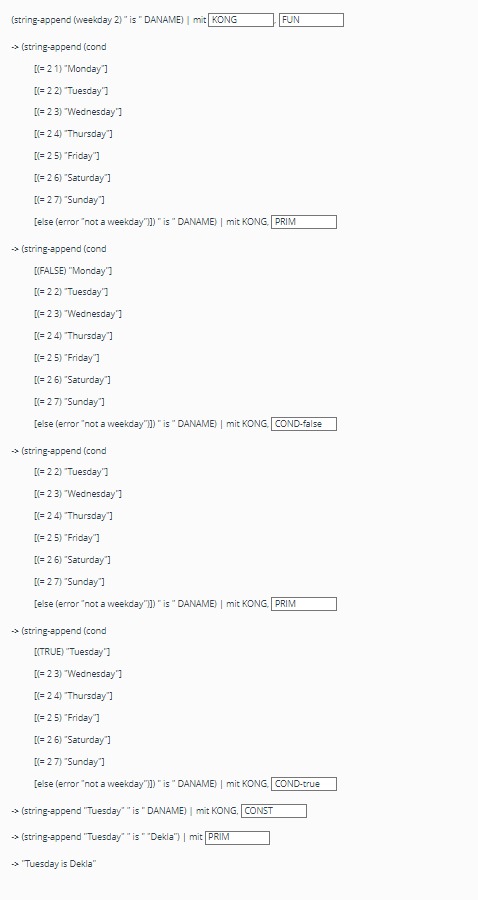 (string-append (weekday 2) " is " DANAME) | mit KONG, FUN
-> (string-append (cond
[(= 2 1) "Monday"]
[(= 2 2) "Tuesday"]
[(= 2 3) "Wednesday"]
[(= 2 4) "Thursday"]
[(= 2 5) "Friday"]
[(= 2 6) "Saturday"]
[(= 2 7) "Sunday"]
[else (error "not a weekday")]) " is " DANAME) | mit KONG, PRIM
-> (string-append (cond
[(FALSE) "Monday"]
[(= 2 2) "Tuesday"]
[(= 2 3) "Wednesday"]
[(= 2 4) "Thursday"]
[(= 2 5) "Friday"]
[(= 2 6) "Saturday"]
[(= 2 7) "Sunday"]
[else (error "not a weekday")]) " is " DANAME) | mit KONG, COND-false
-> (string-append (cond
[(= 2 2) "Tuesday"]
[(= 2 3) "Wednesday"]
[(= 2 4) "Thursday"]
[(= 2 5) "Friday"]
[(= 2 6) "Saturday"]
[(= 2 7) "Sunday"]
[else (error "not a weekday")]) " is " DANAME) | mit KONG, PRIM
-> (string-append (cond
[(TRUE) "Tuesday"]
[(= 2 3) "Wednesday"]
[(= 2 4) "Thursday"]
[(= 2 5) "Friday"]
[(= 2 6) "Saturday"]
[(= 2 7) "Sunday"]
[else (error "not a weekday")]) " is " DANAME) | mit KONG, COND-true
-> (string-append "Tuesday" " is " DANAME) | mit KONG, CONST
-> (string-append "Tuesday" " is " "Dekla") | mit PRIM
-> "Tuesday is Dekla"